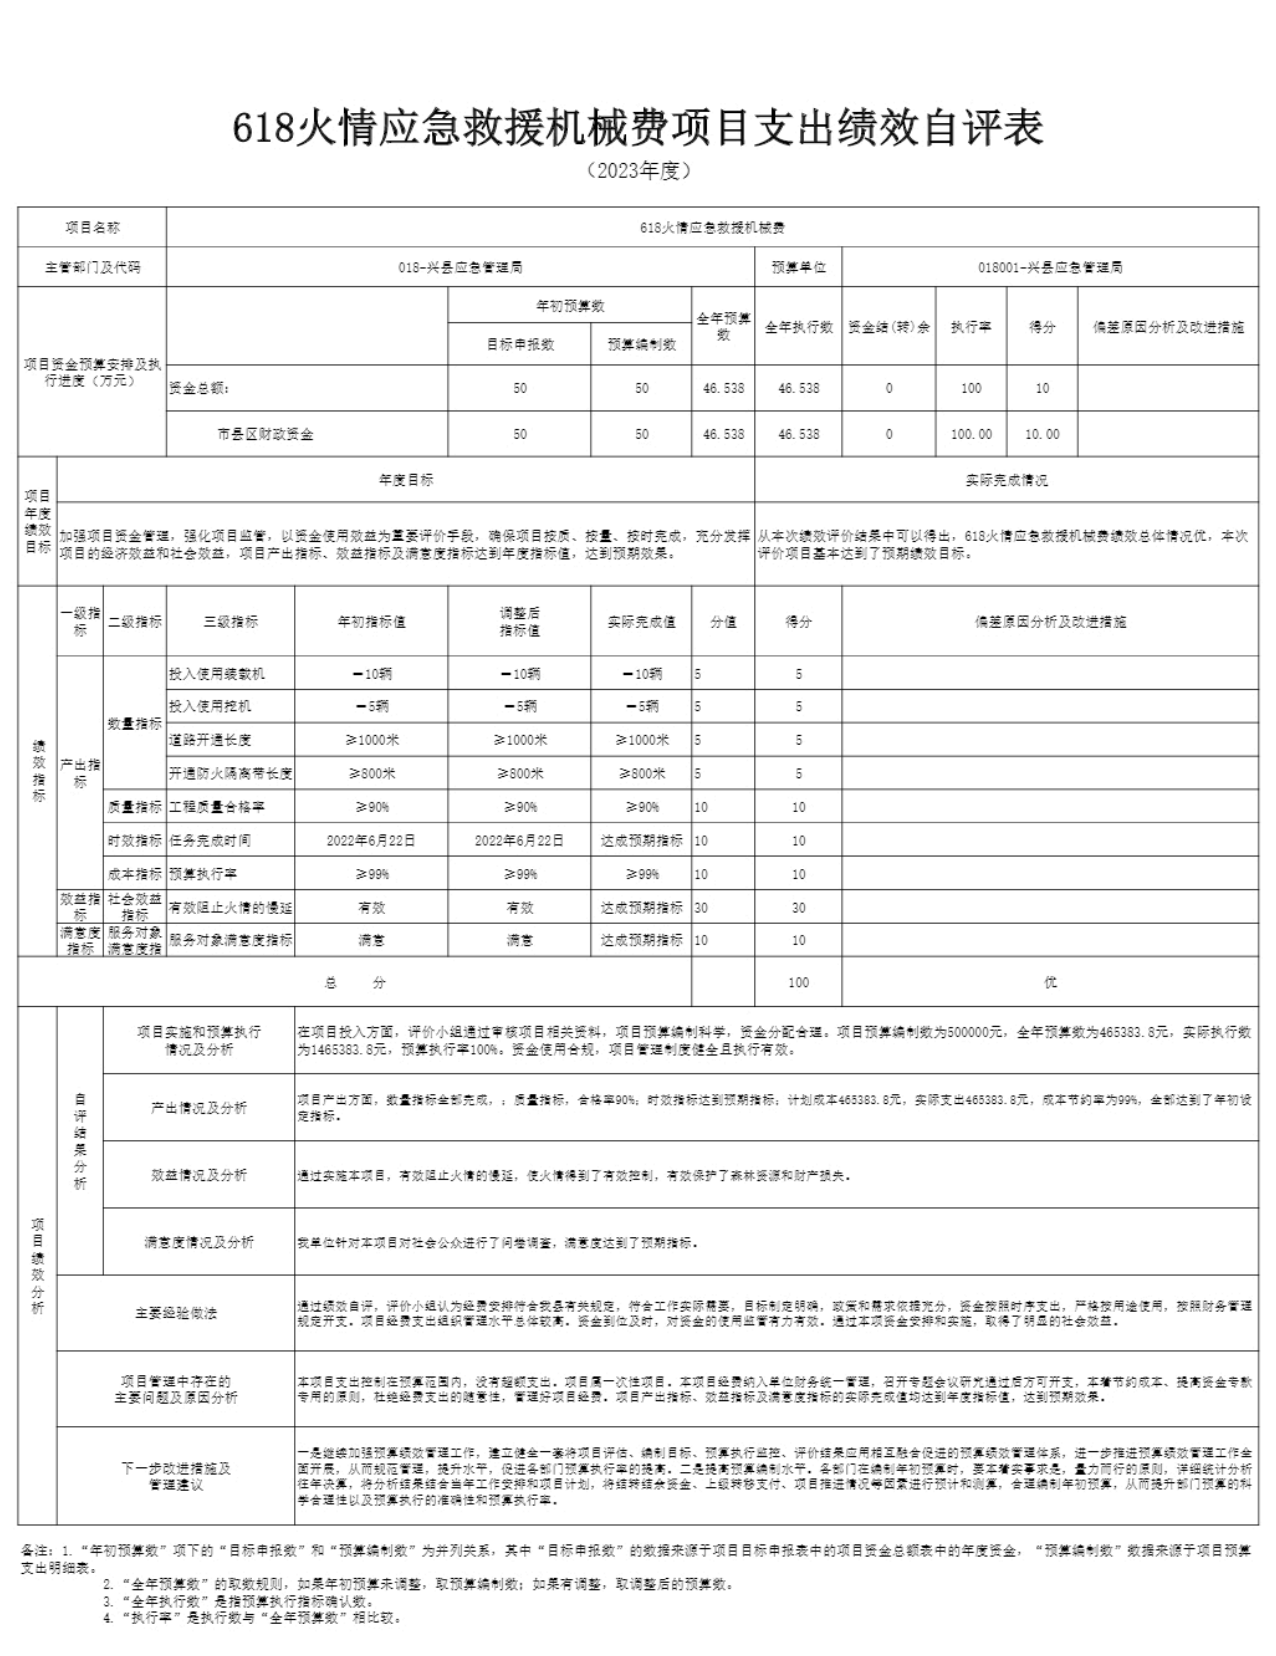 618火情应急救援机械费项目支出绩效自评表
（2023年度）
项目名称
618火情应急救援机械费
主管部门及代码
018-兴县应急管理局
预算单位
018001-兴县应急管理局
项目资金预算安排及执
行进度（万元）
年初预算数
全年预算
数
全年执行数
资金结(转)余
执行率
得分
偏差原因分析及改进措施
目标申报数
预算编制数
资金总额：
50
50
46.538
46.538
0
100
10
市县区财政资金
50
50
46.538
46.538
0
100.00
10.00
项目
年度
绩效
目标
年度目标
实际完成情况
加强项目资金管理，强化项目监管，以资金使用效益为重要评价手段，确保项目按质、按量、按时完成，充分发挥
项目的经济效益和社会效益，项目产出指标、效益指标及满意度指标达到年度指标值，达到预期效果。
从本次绩效评价结果中可以得出，618火情应急救援机械费绩效总体情况优，本次
评价项目基本达到了预期绩效目标。
绩
效
指
标
一级指
标
二级指标
三级指标
年初指标值
调整后
指标值
实际完成值
分值
得分
偏差原因分析及改进措施
产出指
标
数量指标
投入使用装载机
＝10辆
＝10辆
＝10辆
5
5
投入使用挖机
＝5辆
＝5辆
＝5辆
5
5
道路开通长度
≥1000米
≥1000米
≥1000米
5
5
开通防火隔离带长度
≥800米
≥800米
≥800米
5
5
质量指标
工程质量合格率
≥90%
≥90%
≥90%
10
10
时效指标
任务完成时间
2022年6月22日
2022年6月22日
达成预期指标
10
10
成本指标
预算执行率
≥99%
≥99%
≥99%
10
10
效益指
标
社会效益
指标
有效阻止火情的慢延
有效
有效
达成预期指标
30
30
满意度
指标
服务对象
满意度指
服务对象满意度指标
满意
满意
达成预期指标
10
10
总 分
100
优
项
目
绩
效
分
析
自
评
结
果
分
析
项目实施和预算执行
情况及分析
在项目投入方面，评价小组通过审核项目相关资料，项目预算编制科学，资金分配合理。项目预算编制数为500000元，全年预算数为465383.8元，实际执行数
为1465383.8元，预算执行率100%。资金使用合规，项目管理制度健全且执行有效。
产出情况及分析
项目产出方面，数量指标全部完成，；质量指标，合格率90%；时效指标达到预期指标；计划成本465383.8元，实际支出465383.8元，成本节约率为99%，全部达到了年初设
定指标。
效益情况及分析
通过实施本项目，有效阻止火情的慢延，使火情得到了有效控制，有效保护了森林资源和财产损失。
满意度情况及分析
我单位针对本项目对社会公众进行了问卷调查，满意度达到了预期指标。
主要经验做法
通过绩效自评，评价小组认为经费安排符合我县有关规定，符合工作实际需要，目标制定明确，政策和需求依据充分，资金按照时序支出，严格按用途使用，按照财务管理
规定开支。项目经费支出组织管理水平总体较高。资金到位及时，对资金的使用监管有力有效。通过本项资金安排和实施，取得了明显的社会效益。
项目管理中存在的
主要问题及原因分析
本项目支出控制在预算范围内，没有超额支出。项目属一次性项目。本项目经费纳入单位财务统一管理，召开专题会议研究通过后方可开支，本着节约成本、提高资金专款
专用的原则，杜绝经费支出的随意性，管理好项目经费。项目产出指标、效益指标及满意度指标的实际完成值均达到年度指标值，达到预期效果。
下一步改进措施及
管理建议
一是继续加强预算绩效管理工作，建立健全一套将项目评估、编制目标、预算执行监控、评价结果应用相互融合促进的预算绩效管理体系，进一步推进预算绩效管理工作全
面开展，从而规范管理，提升水平，促进各部门预算执行率的提高。二是提高预算编制水平。各部门在编制年初预算时，要本着实事求是，量力而行的原则，详细统计分析
往年决算，将分析结果结合当年工作安排和项目计划，将结转结余资金、上级转移支付、项目推进情况等因素进行预计和测算，合理编制年初预算，从而提升部门预算的科
学合理性以及预算执行的准确性和预算执行率。
备注：1.“年初预算数”项下的“目标申报数”和“预算编制数”为并列关系，其中“目标申报数”的数据来源于项目目标申报表中的项目资金总额表中的年度资金，“预算编制数”数据来源于项目预算
支出明细表。
2.“全年预算数”的取数规则，如果年初预算未调整，取预算编制数；如果有调整，取调整后的预算数。
3.“全年执行数”是指预算执行指标确认数。
4.“执行率”是执行数与“全年预算数”相比较。